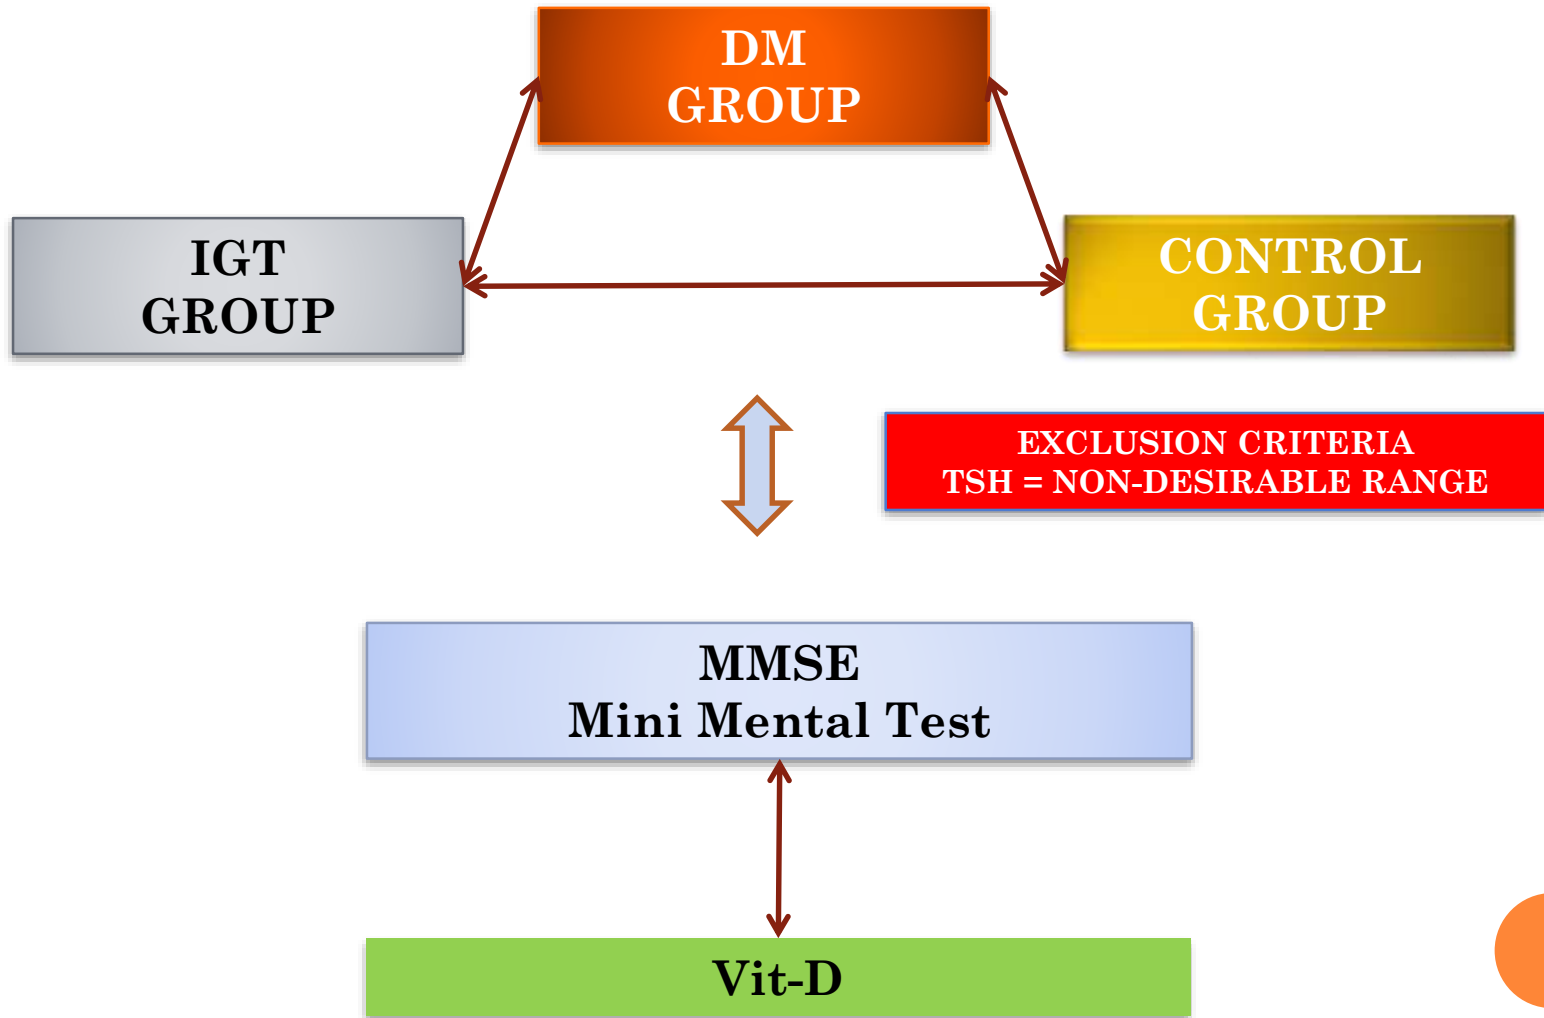 DM
GROUP
IGT
GROUP
CONTROL
GROUP
EXCLUSION CRITERIA
TSH = NON-DESIRABLE RANGE
MMSE
Mini Mental Test
Vit-D